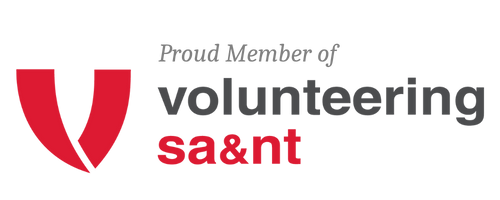 Proud Member of
volunteering
sa&nt